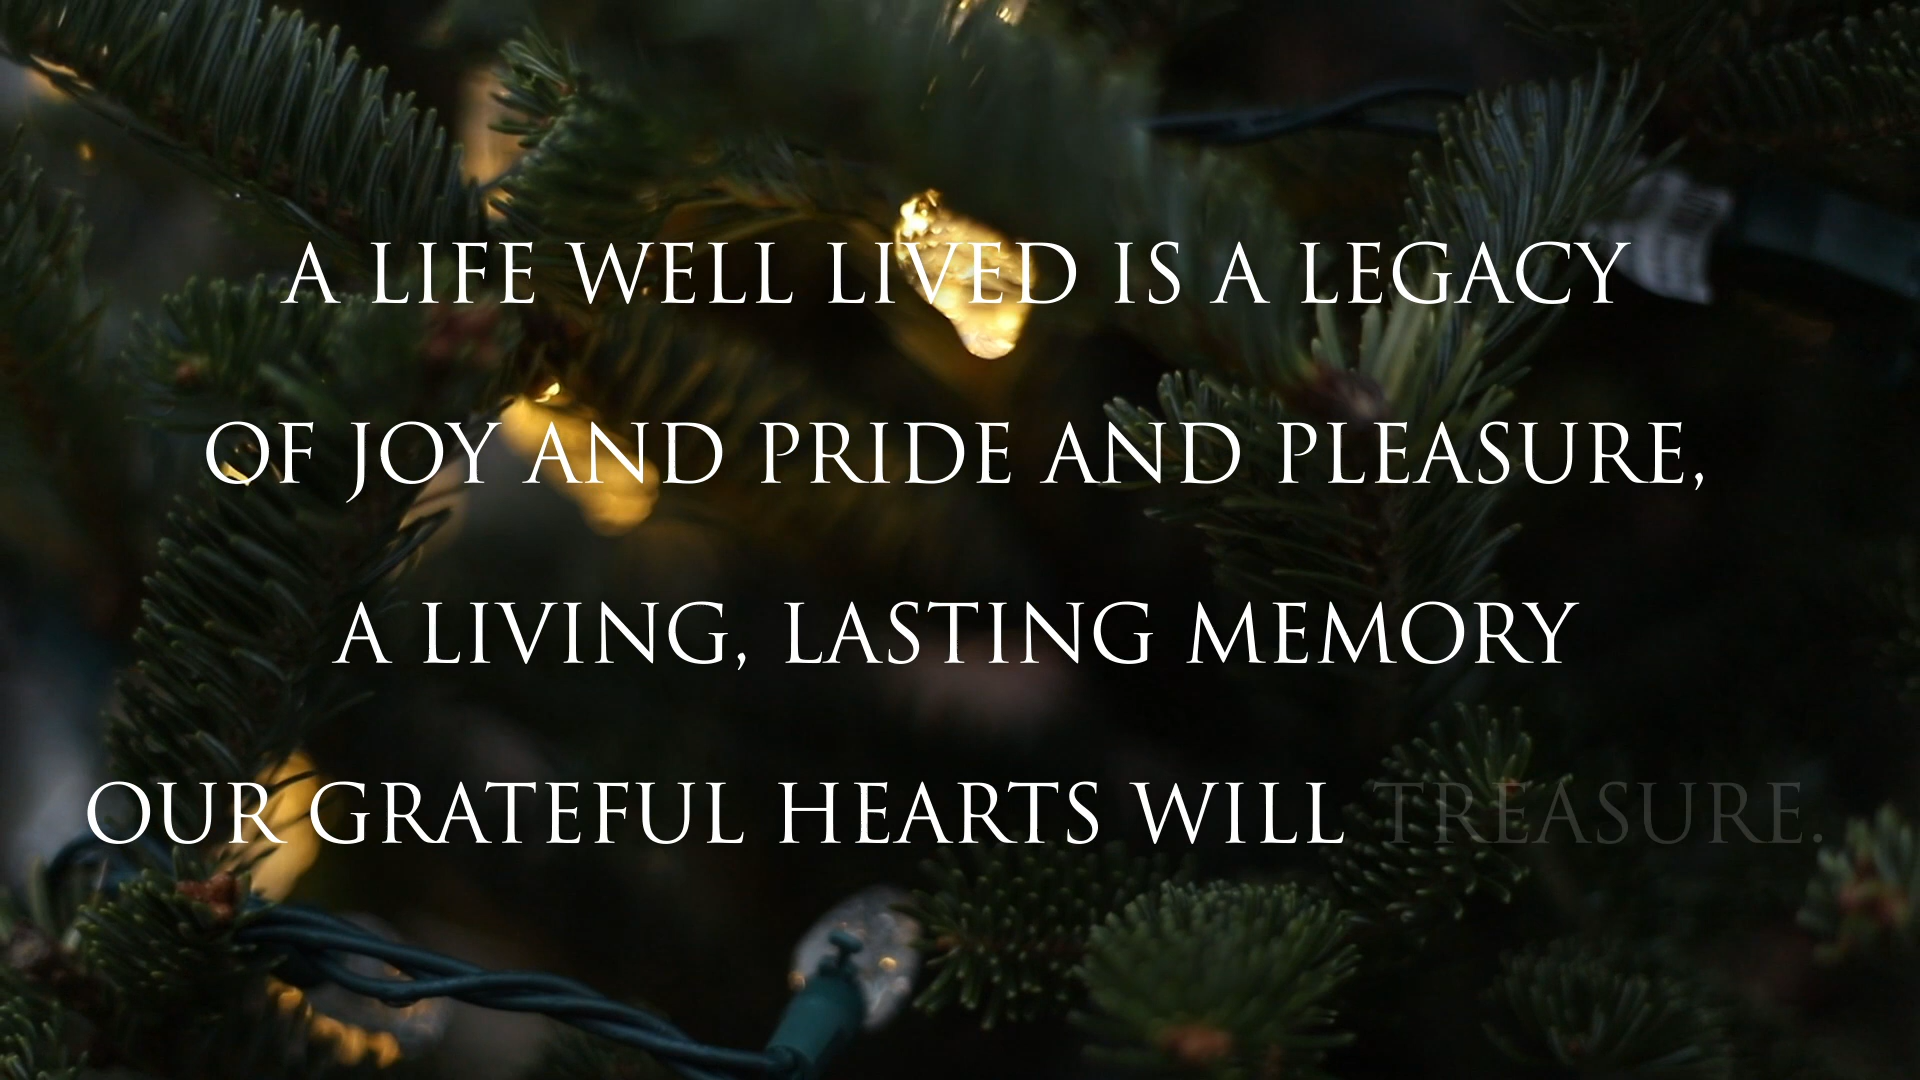 A LIFE WELL LIVED IS A LEGACY
OF JOY AND PRIDE AND PLEASURE,
A LIVING, LASTING MEMORY
OUR GRATEFUL HEARTS WILL TREASURE.